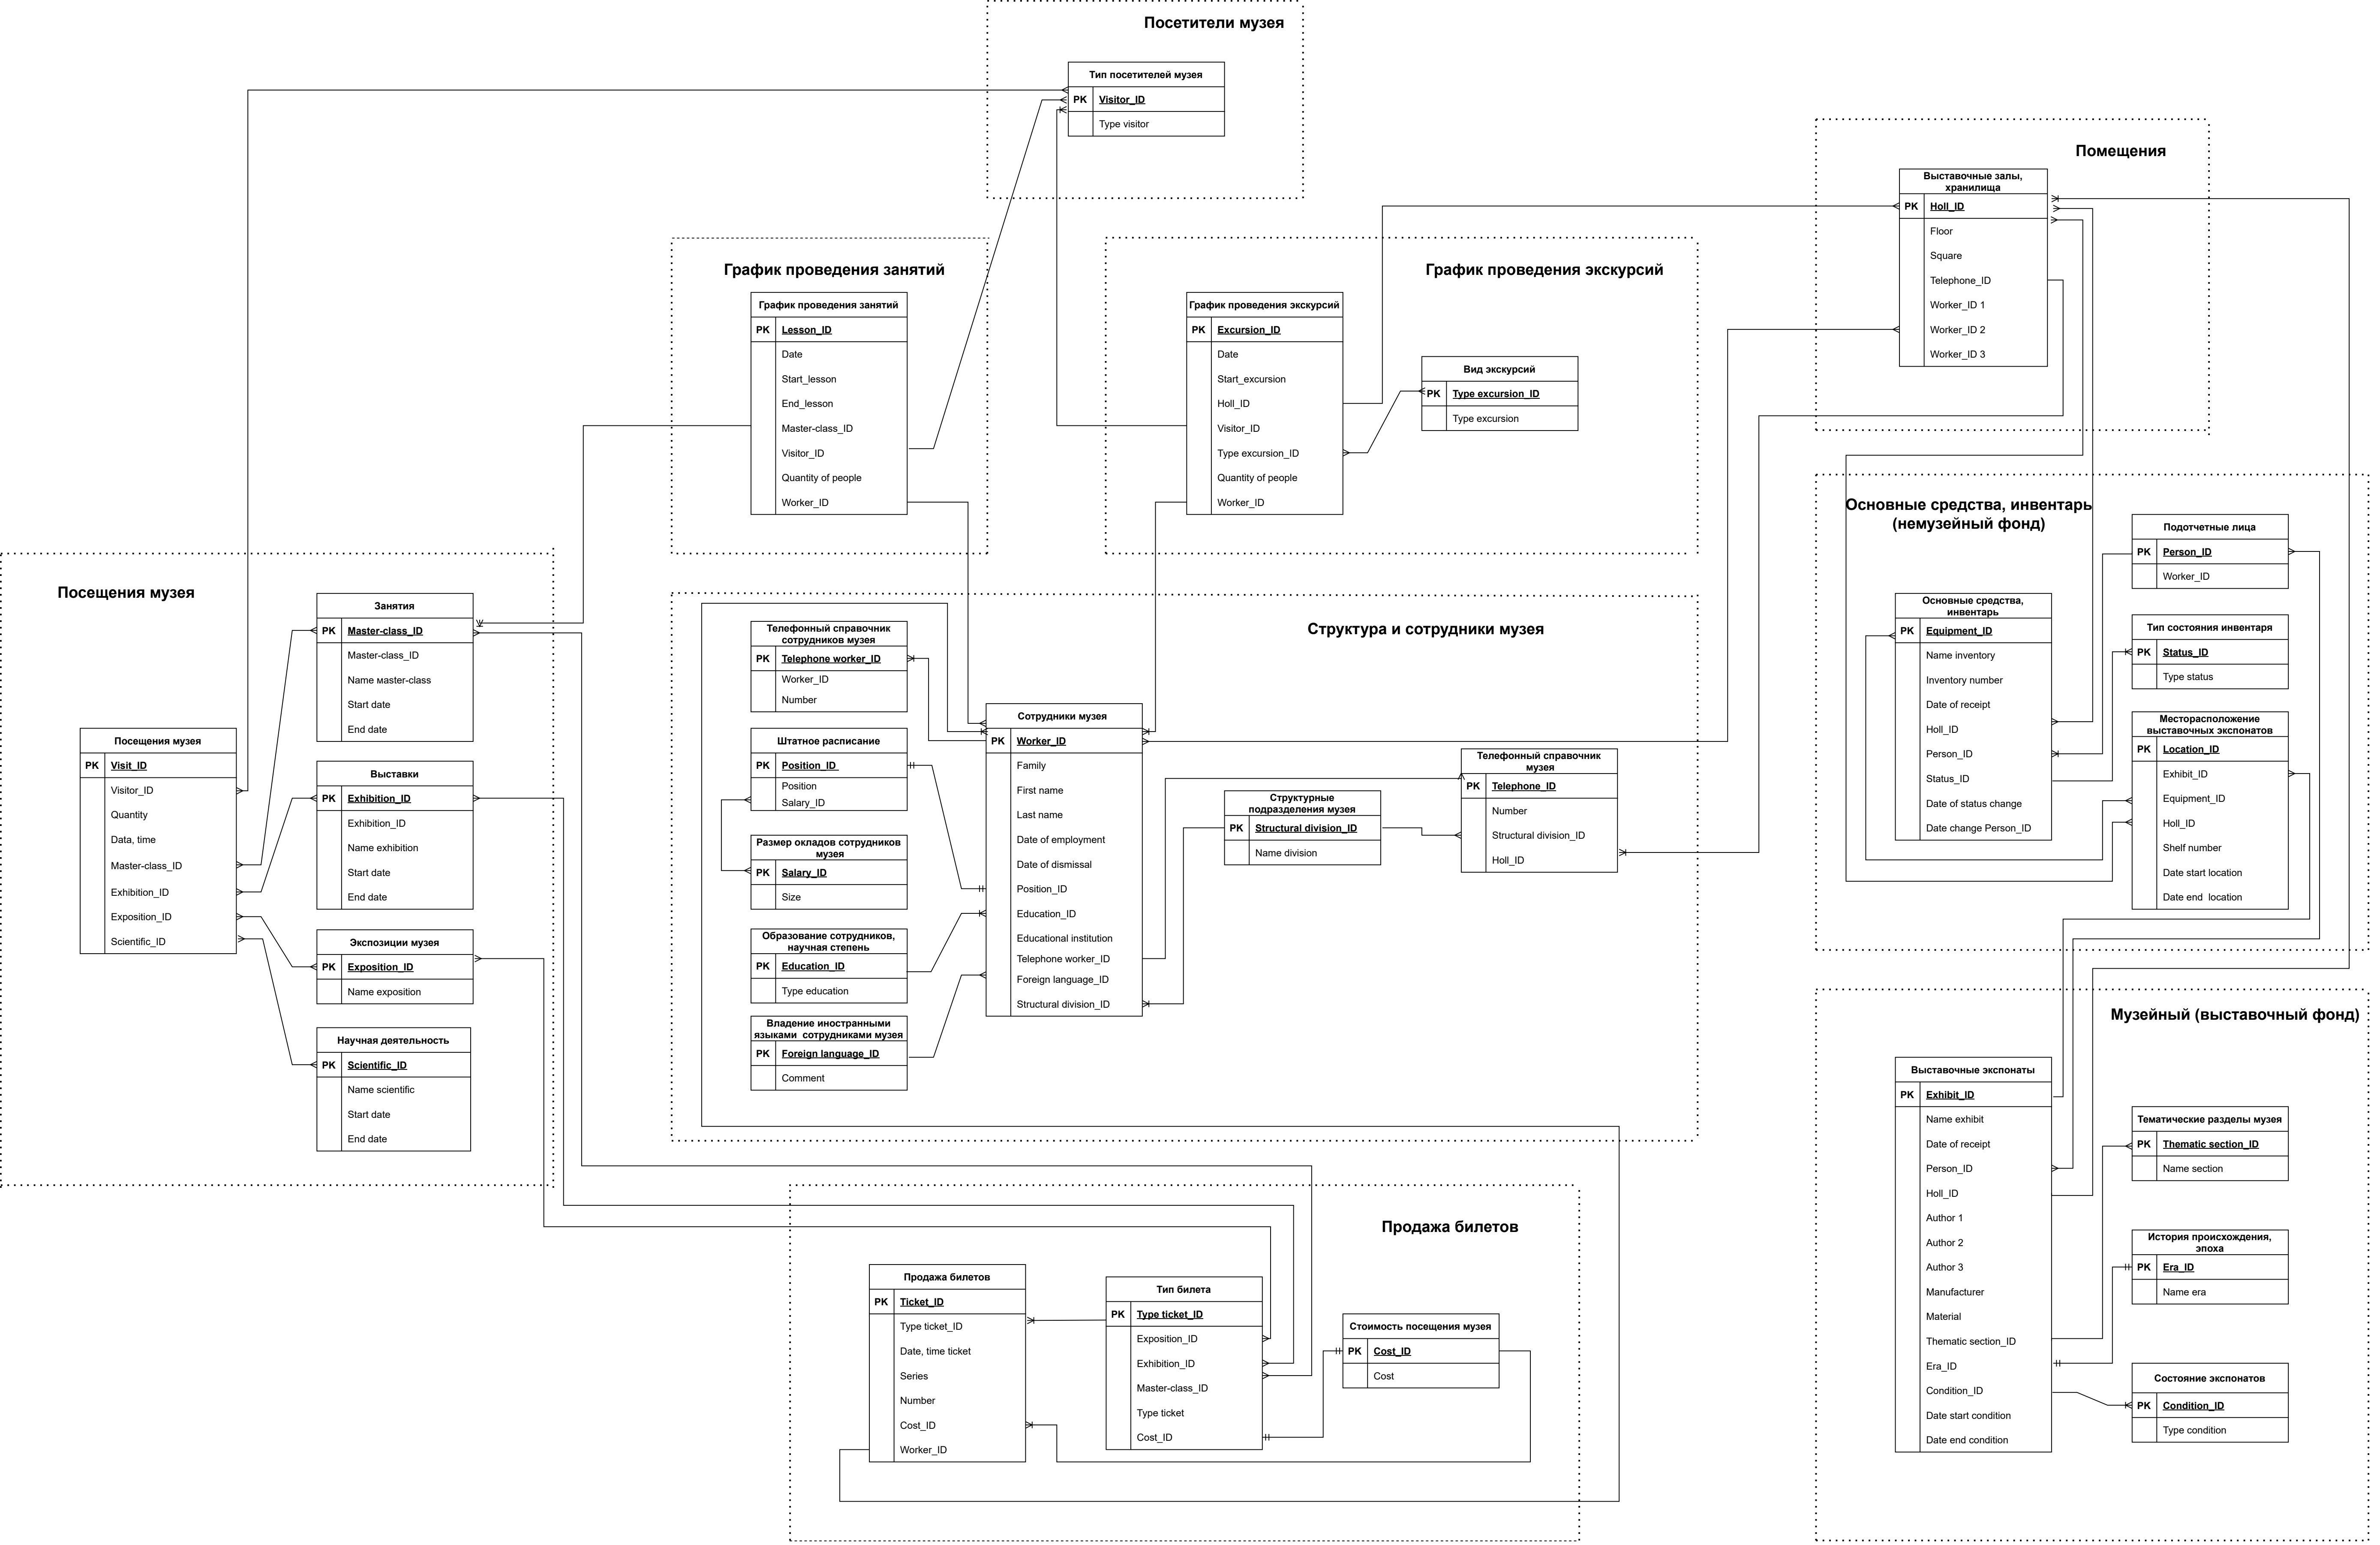 Посетители музея
Тип посетителей музея
PK Visitor_ID
Type visitor
Помещения
Выставочные залы,
хранилища
PK Holl_ID
Floor
Square
Telephone_ID
Worker_ID 1
Worker_ID 2
Worker_ID 3
График проведения занятий
График проведения занятий
PK Lesson_ID
Date
Start_lesson
End_lesson
Master-class_ID
Visitor_ID
Quantity of people
Worker_ID
График проведения экскурсий
График проведения экскурсий
PK Excursion_ID
Date
Start_excursion
Holl_ID
Visitor_ID
Type excursion_ID
Quantity of people
Worker_ID
Вид экскурсий
PK Type excursion_ID
Type excursion
Посещения музея
Посещения музея
PK Visit_ID
Visitor_ID
Quantity
Data, time
Master-class_ID
Exhibition_ID
Exposition_ID
Scientific_ID
Занятия
PK Master-class_ID
Master-class_ID
Name мaster-class
Start date
End date
Выставки
PK Exhibition_ID
Exhibition_ID
Name exhibition
Start date
End date
Экспозиции музея
PK Exposition_ID
Name exposition
Научная деятельность
PK Scientific_ID
Name scientific
Start date
End date
Структура и сотрудники музея
Телефонный справочник
сотрудников музея
PK Telephone worker_ID
Worker_ID
Number
Штатное расписание
PK Position_ID
Position
Salary_ID
Размер окладов сотрудников
музея
PK Salary_ID
Size
Образование сотрудников,
научная степень
PK Education_ID
Type education
Владение иностранными
языками сотрудниками музея
PK Foreign language_ID
Comment
Сотрудники музея
PK Worker_ID
Family
First name
Last name
Date of employment
Date of dismissal
Position_ID
Education_ID
Educational institution
Telephone worker_ID
Foreign language_ID
Structural division_ID
Структурные
подразделения музея
PK Structural division_ID
Name division
Телефонный справочник
музея
PK Telephone_ID
Number
Structural division_ID
Holl_ID
Основные средства, инвентарь
(немузейный фонд)
Основные средства,
инвентарь
PK Equipment_ID
Name inventory
Inventory number
Date of receipt
Holl_ID
Person_ID
Status_ID
Date of status change
Date change Person_ID
Подотчетные лица
PK Person_ID
Worker_ID
Тип состояния инвентаря
PK Status_ID
Type status
Месторасположение
выставочных экспонатов
PK Location_ID
Exhibit_ID
Equipment_ID
Holl_ID
Shelf number
Date start location
Date end location
Музейный (выставочный фонд)
Выставочные экспонаты
PK Exhibit_ID
Name exhibit
Date of receipt
Person_ID
Holl_ID
Author 1
Author 2
Author 3
Manufacturer
Material
Thematic section_ID
Era_ID
Condition_ID
Date start condition
Date end condition
Тематические разделы музея
PK Thematic section_ID
Name section
История происхождения,
эпоха
PK Era_ID
Name era
Состояние экспонатов
PK Condition_ID
Type condition
Продажа билетов
Продажа билетов
PK Ticket_ID
Type ticket_ID
Date, time ticket
Series
Number
Cost_ID
Worker_ID
Тип билета
PK Type ticket_ID
Exposition_ID
Exhibition_ID
Master-class_ID
Type ticket
Cost_ID
Стоимость посещения музея
PK Cost_ID
Cost